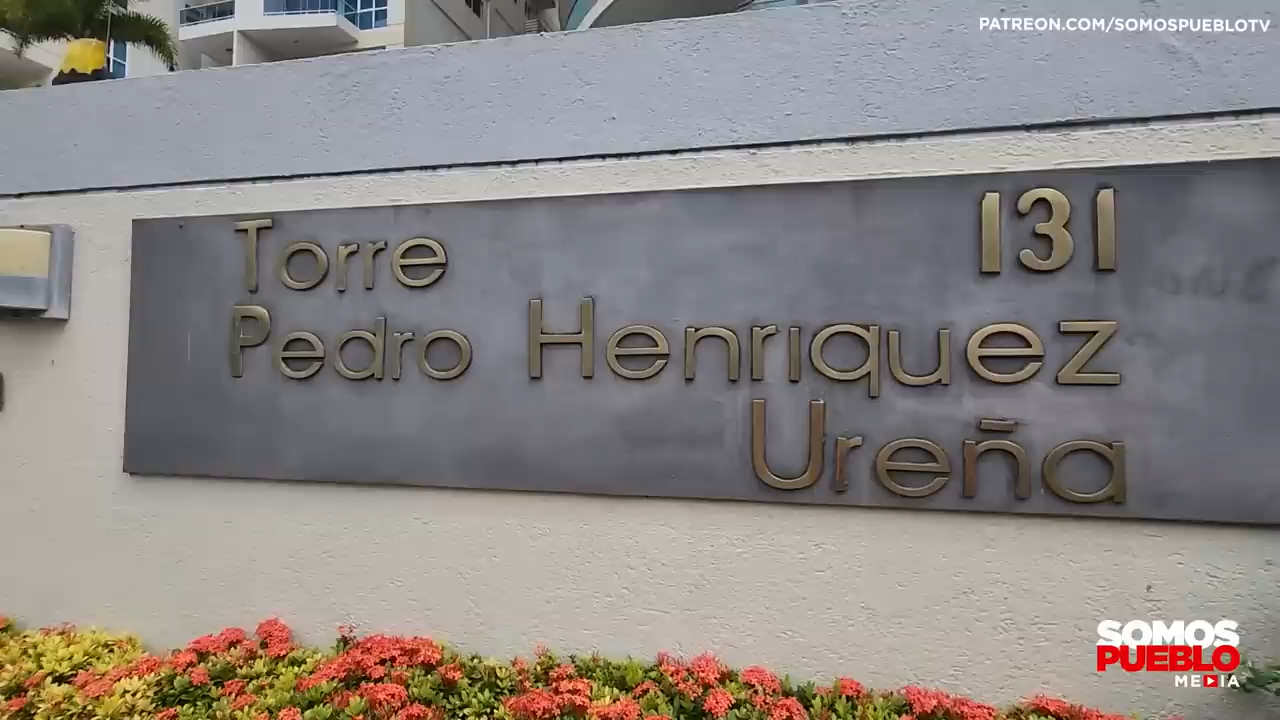 PATREON.COM/SOMOSPUEBLOTV
131
Torre
Pedro Henriquez
Ureña
SOMOS
PUEBLO
MEDIA